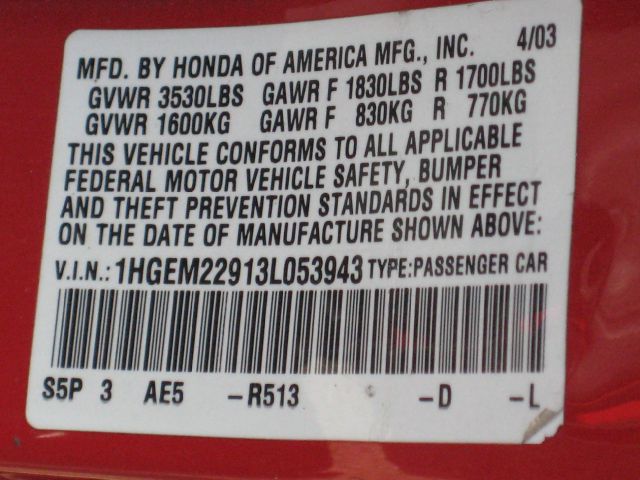 MFD. BY HONDA OF AMERICA MFG., INC. 4/03
GVWR 3530LBS GAWR F 1830LBS R 1700LBS
GVWR 1600KG GAWR F 830KG R 770KG
THIS VEHICLE CONFORMS TO ALL APPLICABLE
FEDERAL MOTOR VEHICLE SAFETY, BUMPER
AND THEFT PREVENTION STANDARDS IN EFFECT
ON THE DATE OF MANUFACTURE SHOWN ABOVE:
V.I.N.:1HGEM22913L053943 TYPE:PASSENGER CAR
S5P 3 AE5 -R513 -D -L